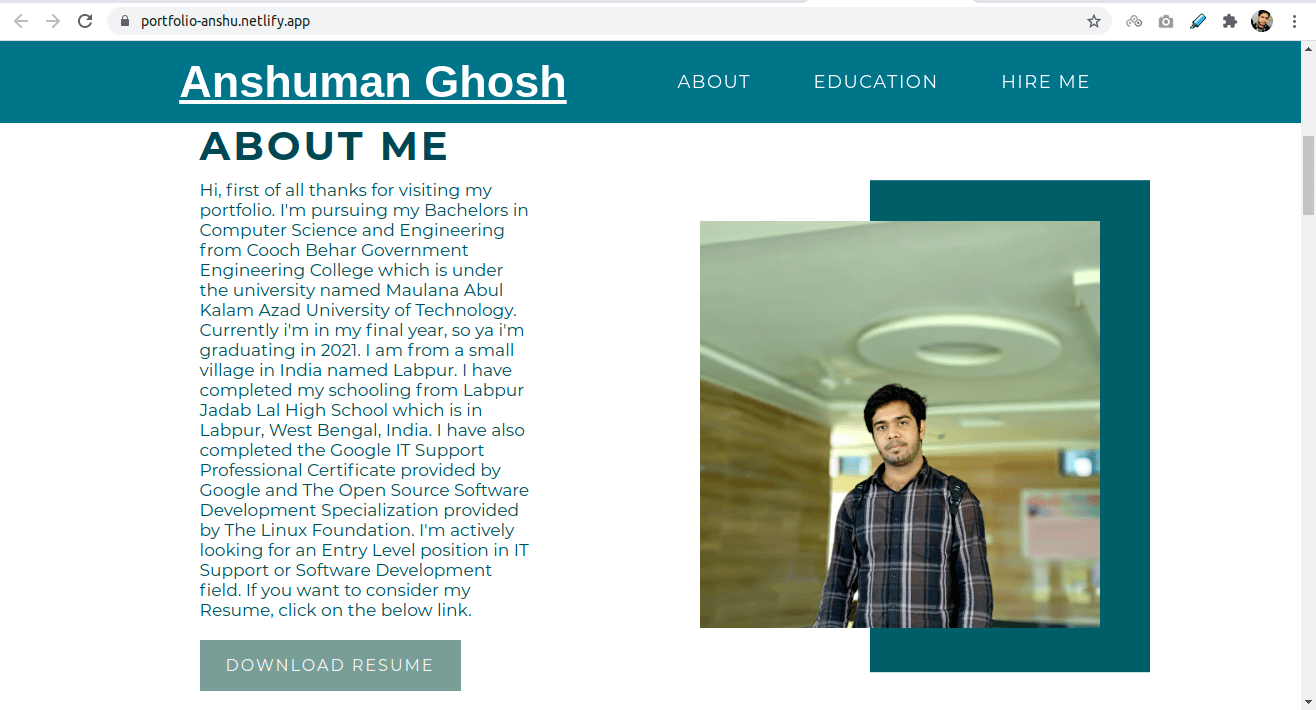 portfolio-anshu.netlify.app
Anshuman Ghosh
ABOUT
EDUCATION
HIRE ME
ABOUT ME
Hi, first of all thanks for visiting my
portfolio. I'm pursuing my Bachelors in
Computer Science and Engineering
from Cooch Behar Government
Engineering College which is under
the university named Maulana Abul
Kalam Azad University of Technology.
Currently i'm in my final year, so ya i'm
graduating in 2021. I am from a small
village in India named Labpur. I have
completed my schooling from Labpur
Jadab Lal High School which is in
Labpur, West Bengal, India. I have also
completed the Google IT Support
Professional Certificate provided by
Google and The Open Source Software
Development Specialization provided
by The Linux Foundation. I'm actively
looking for an Entry Level position in IT
Support or Software Development
field. If you want to consider my
Resume, click on the below link.
DOWNLOAD RESUME